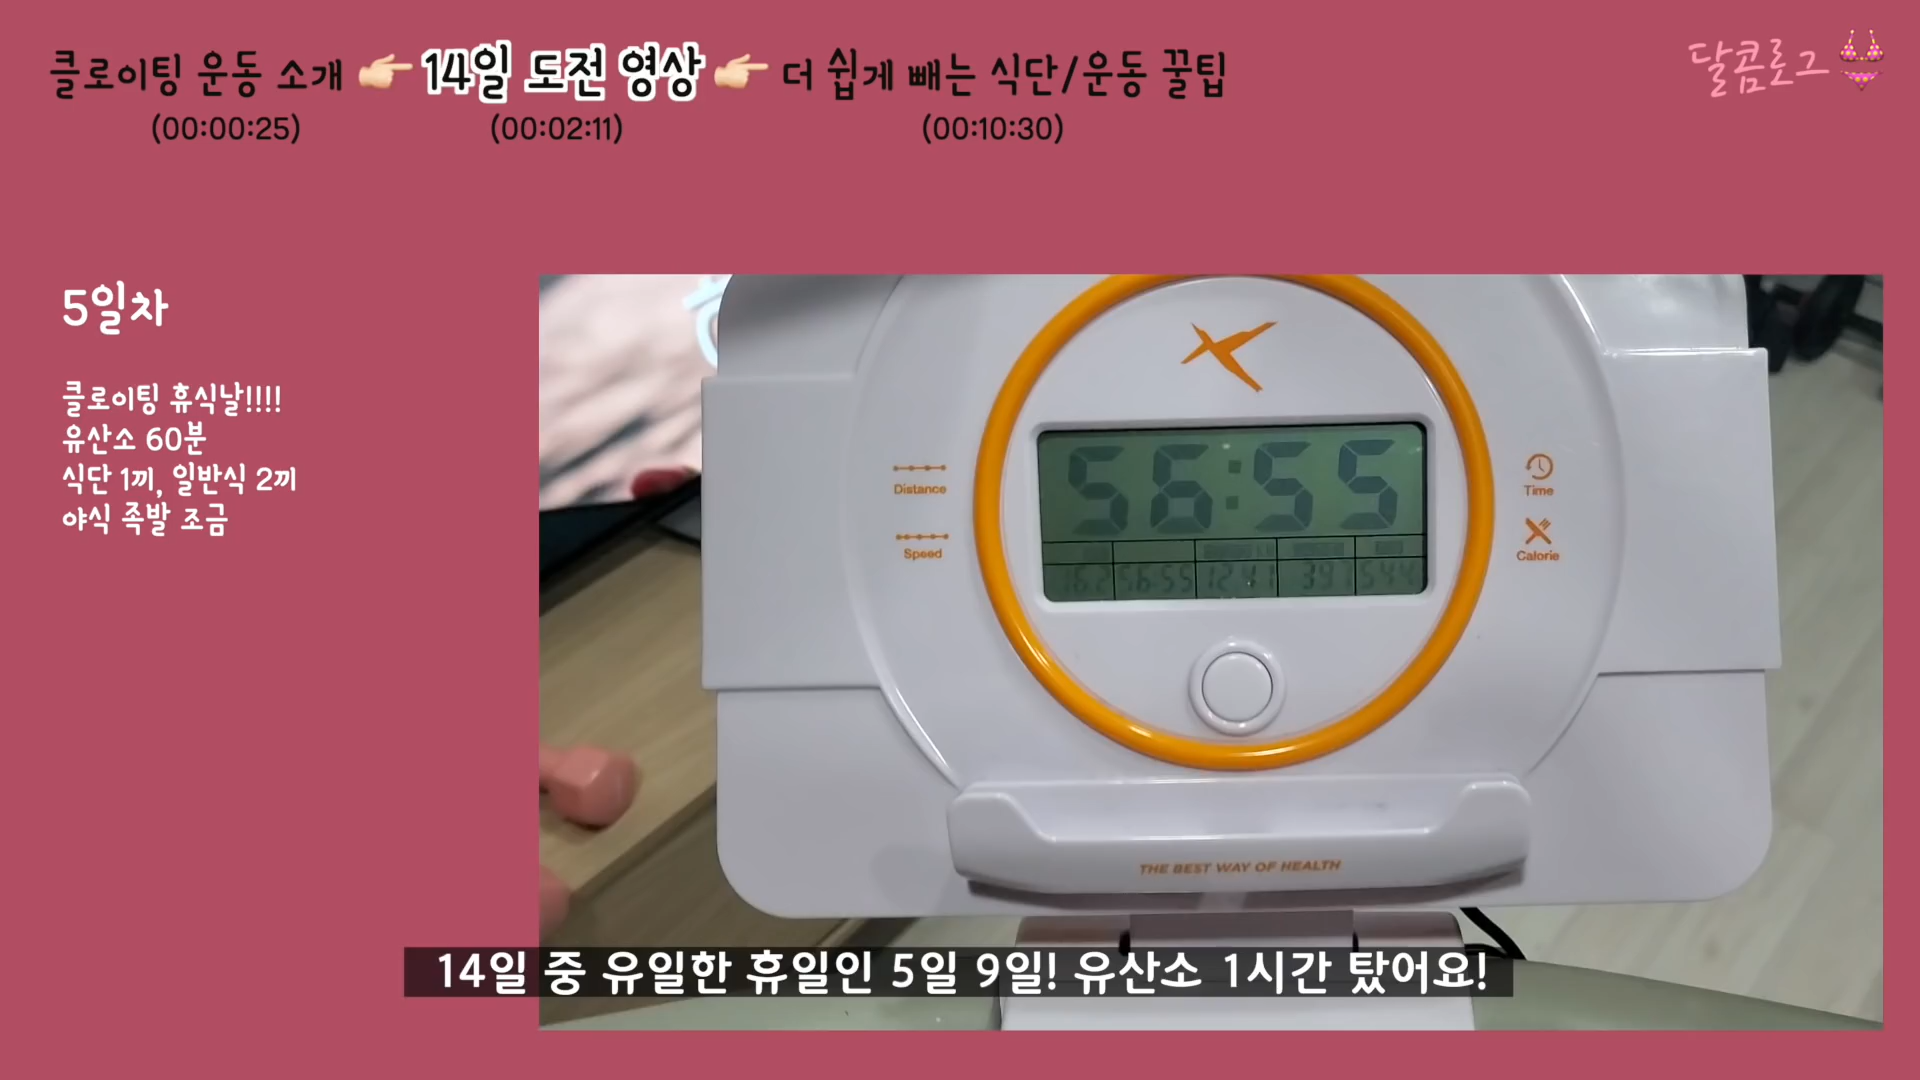 클로이팅 운동 소개 👉 14일 도전 영상 👉 더 쉽게 빼는 식단/운동 꿀팁
(00:00:25) (00:02:11) (00:10:30)
달콤로그
5일차
클로이팅 휴식날!!!!
유산소 60분
식단 1끼, 일반식 2끼
야식 족발 조금
56:55
Distance
Time
Speed
Calorie
56:55
THE BEST WAY OF HEALTH
14일 중 유일한 휴일인 5일 9일! 유산소 1시간 탔어요!